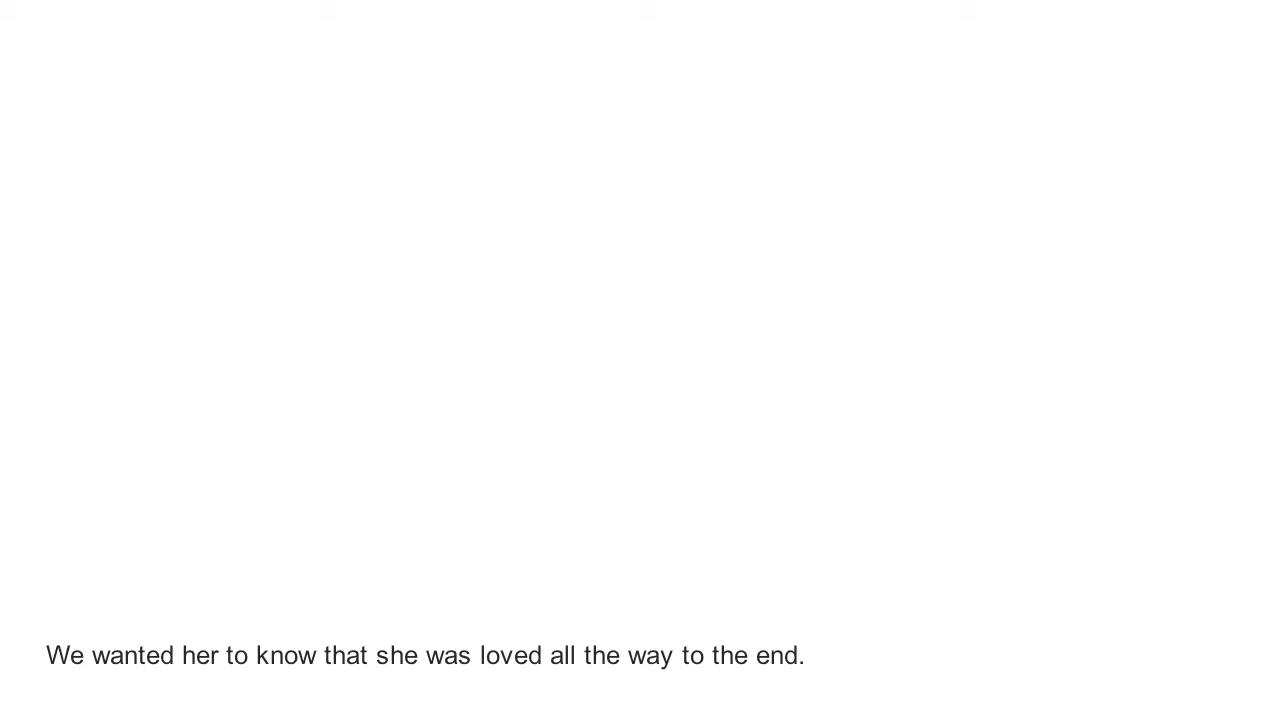 We wanted her to know that she was loved all the way to the end.